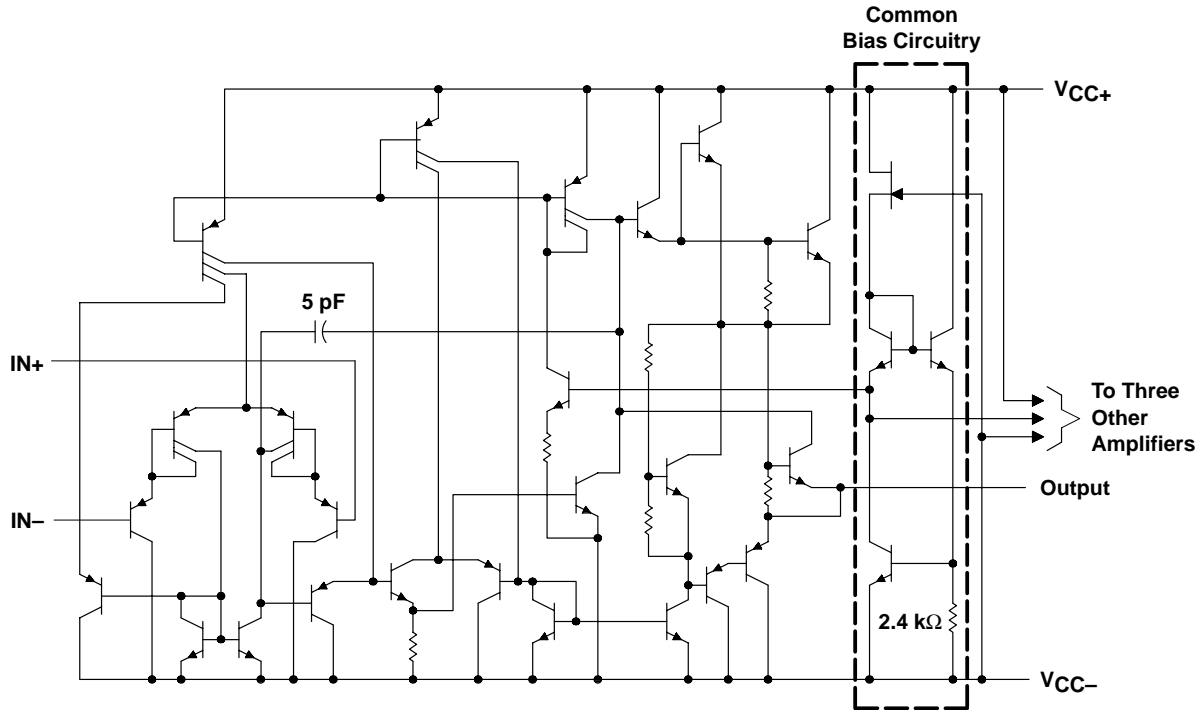 Common
Bias Circuitry
VCC+
5 pF
IN+
To Three
Other
Amplifiers
Output
IN–
2.4 kΩ
VCC–